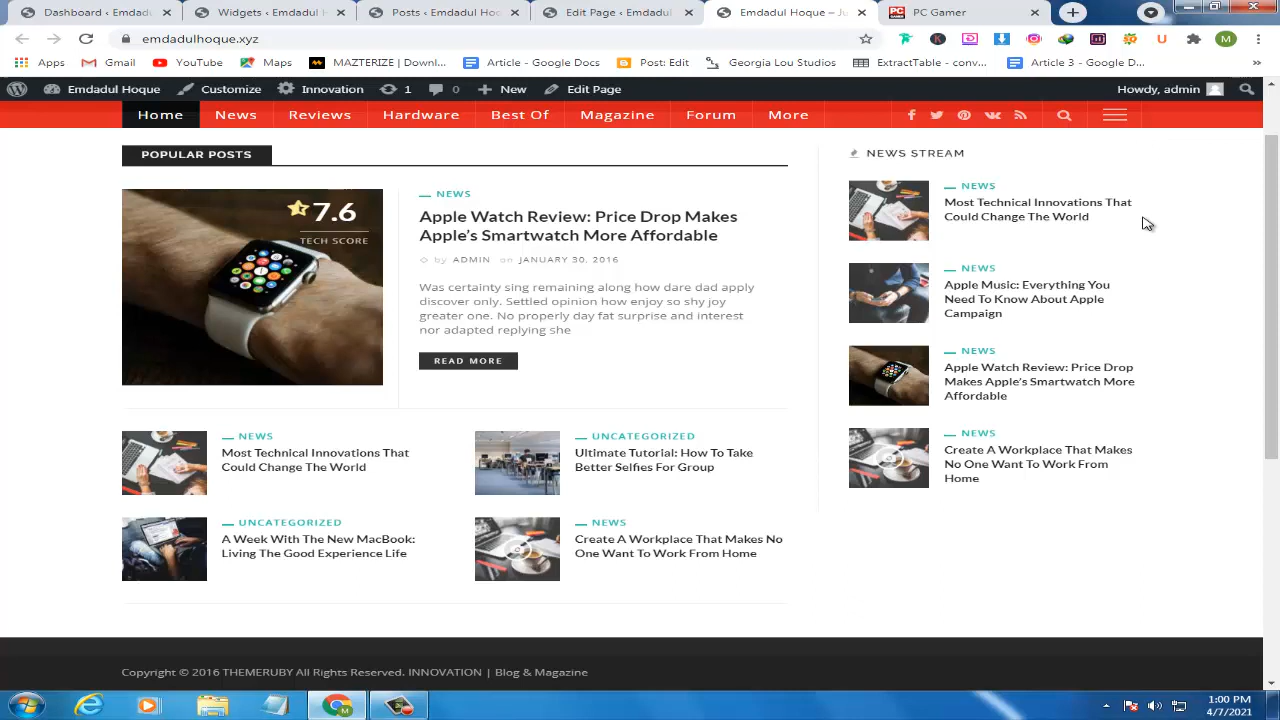 Dashboard ‹ Emdadul H
Widgets ‹ Emdadul Hoq
Posts ‹ Emdadul Hoque
Edit Page ‹ Emdadul Ho
Emdadul Hoque – Just
PC GAMER
PC Gamer
emdadulhoque.xyz
M
Apps
Gmail
YouTube
Maps
MAZTERIZE | Downl...
Article - Google Docs
Post: Edit
Georgia Lou Studios
ExtractTable - conv...
Article 3 - Google D...
»
Emdadul Hoque
Customize
Innovation
1
0
New
Edit Page
Howdy, admin
Home
News
Reviews
Hardware
Best Of
Magazine
Forum
More
POPULAR POSTS
7.6
TECH SCORE
NEWS
Apple Watch Review: Price Drop Makes
Apple's Smartwatch More Affordable
by ADMIN on JANUARY 30, 2016
Was certainty sing remaining along how dare dad apply
discover only. Settled opinion how enjoy so shy joy
greater one. No properly day fat surprise and interest
nor adapted replying she
READ MORE
NEWS
Most Technical Innovations That
Could Change The World
UNCATEGORIZED
Ultimate Tutorial: How To Take
Better Selfies For Group
UNCATEGORIZED
A Week With The New MacBook:
Living The Good Experience Life
NEWS
Create A Workplace That Makes No
One Want To Work From Home
NEWS STREAM
NEWS
Most Technical Innovations That
Could Change The World
NEWS
Apple Music: Everything You
Need To Know About Apple
Campaign
NEWS
Apple Watch Review: Price Drop
Makes Apple's Smartwatch More
Affordable
NEWS
Create A Workplace That Makes
No One Want To Work From
Home
Copyright © 2016 THEMERUBY All Rights Reserved. INNOVATION | Blog & Magazine
1:00 PM
4/7/2021